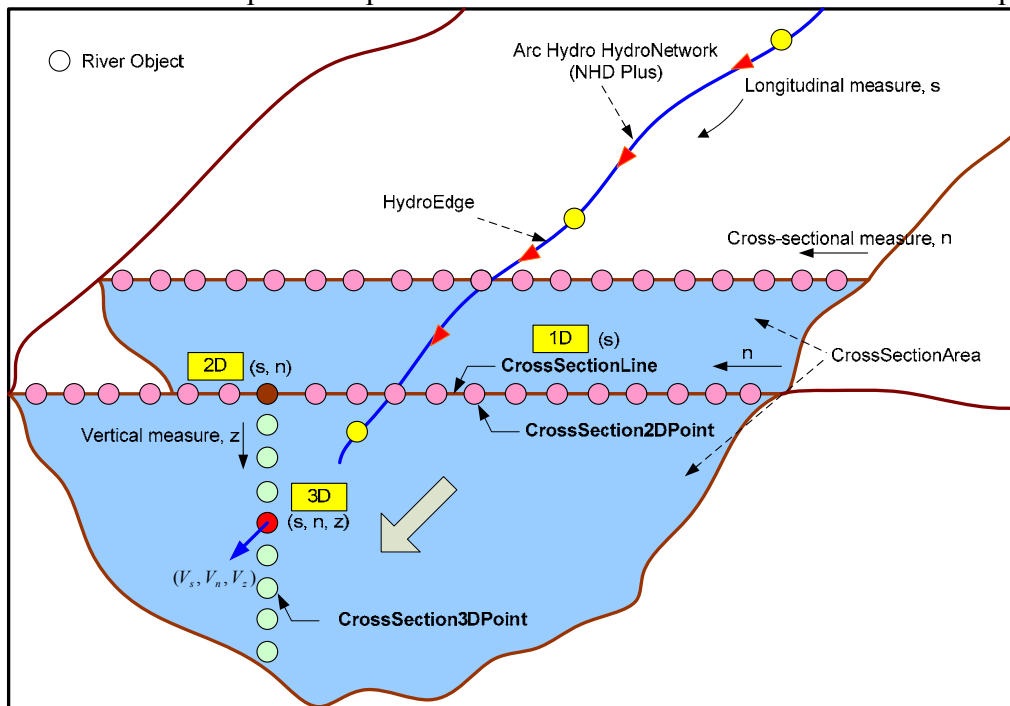 River Object
Arc Hydro HydroNetwork
(NHD Plus)
Longitudinal measure, s
HydroEdge
Cross-sectional measure, n
1D (s)
2D (s, n)
CrossSectionLine
n
CrossSectionArea
CrossSection2DPoint
Vertical measure, z
3D
(s, n, z)
(Vs, Vn, Vz)
CrossSection3DPoint